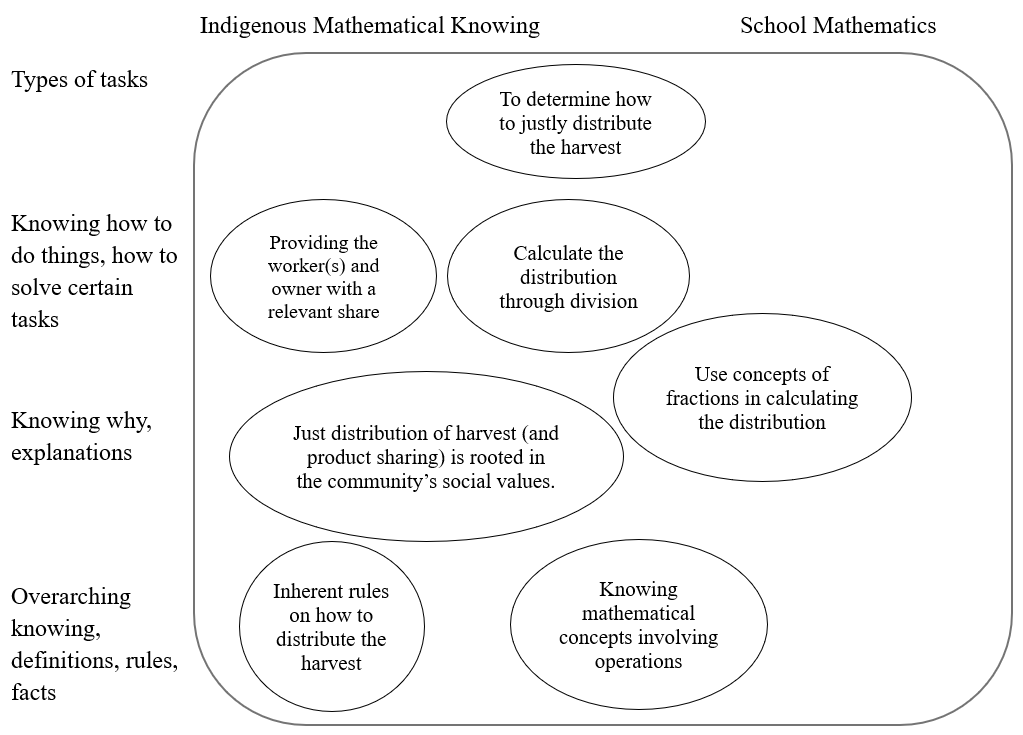 Indigenous Mathematical Knowing
School Mathematics
Types of tasks
To determine how
to justly distribute
the harvest
Knowing how to
do things, how to
solve certain
tasks
Providing the
worker(s) and
owner with a
relevant share
Calculate the
distribution
through division
Use concepts of
fractions in calculating
the distribution
Knowing why,
explanations
Just distribution of harvest (and
product sharing) is rooted in
the community’s social values.
Overarching
knowing,
definitions, rules,
facts
Inherent rules
on how to
distribute the
harvest
Knowing
mathematical
concepts involving
operations